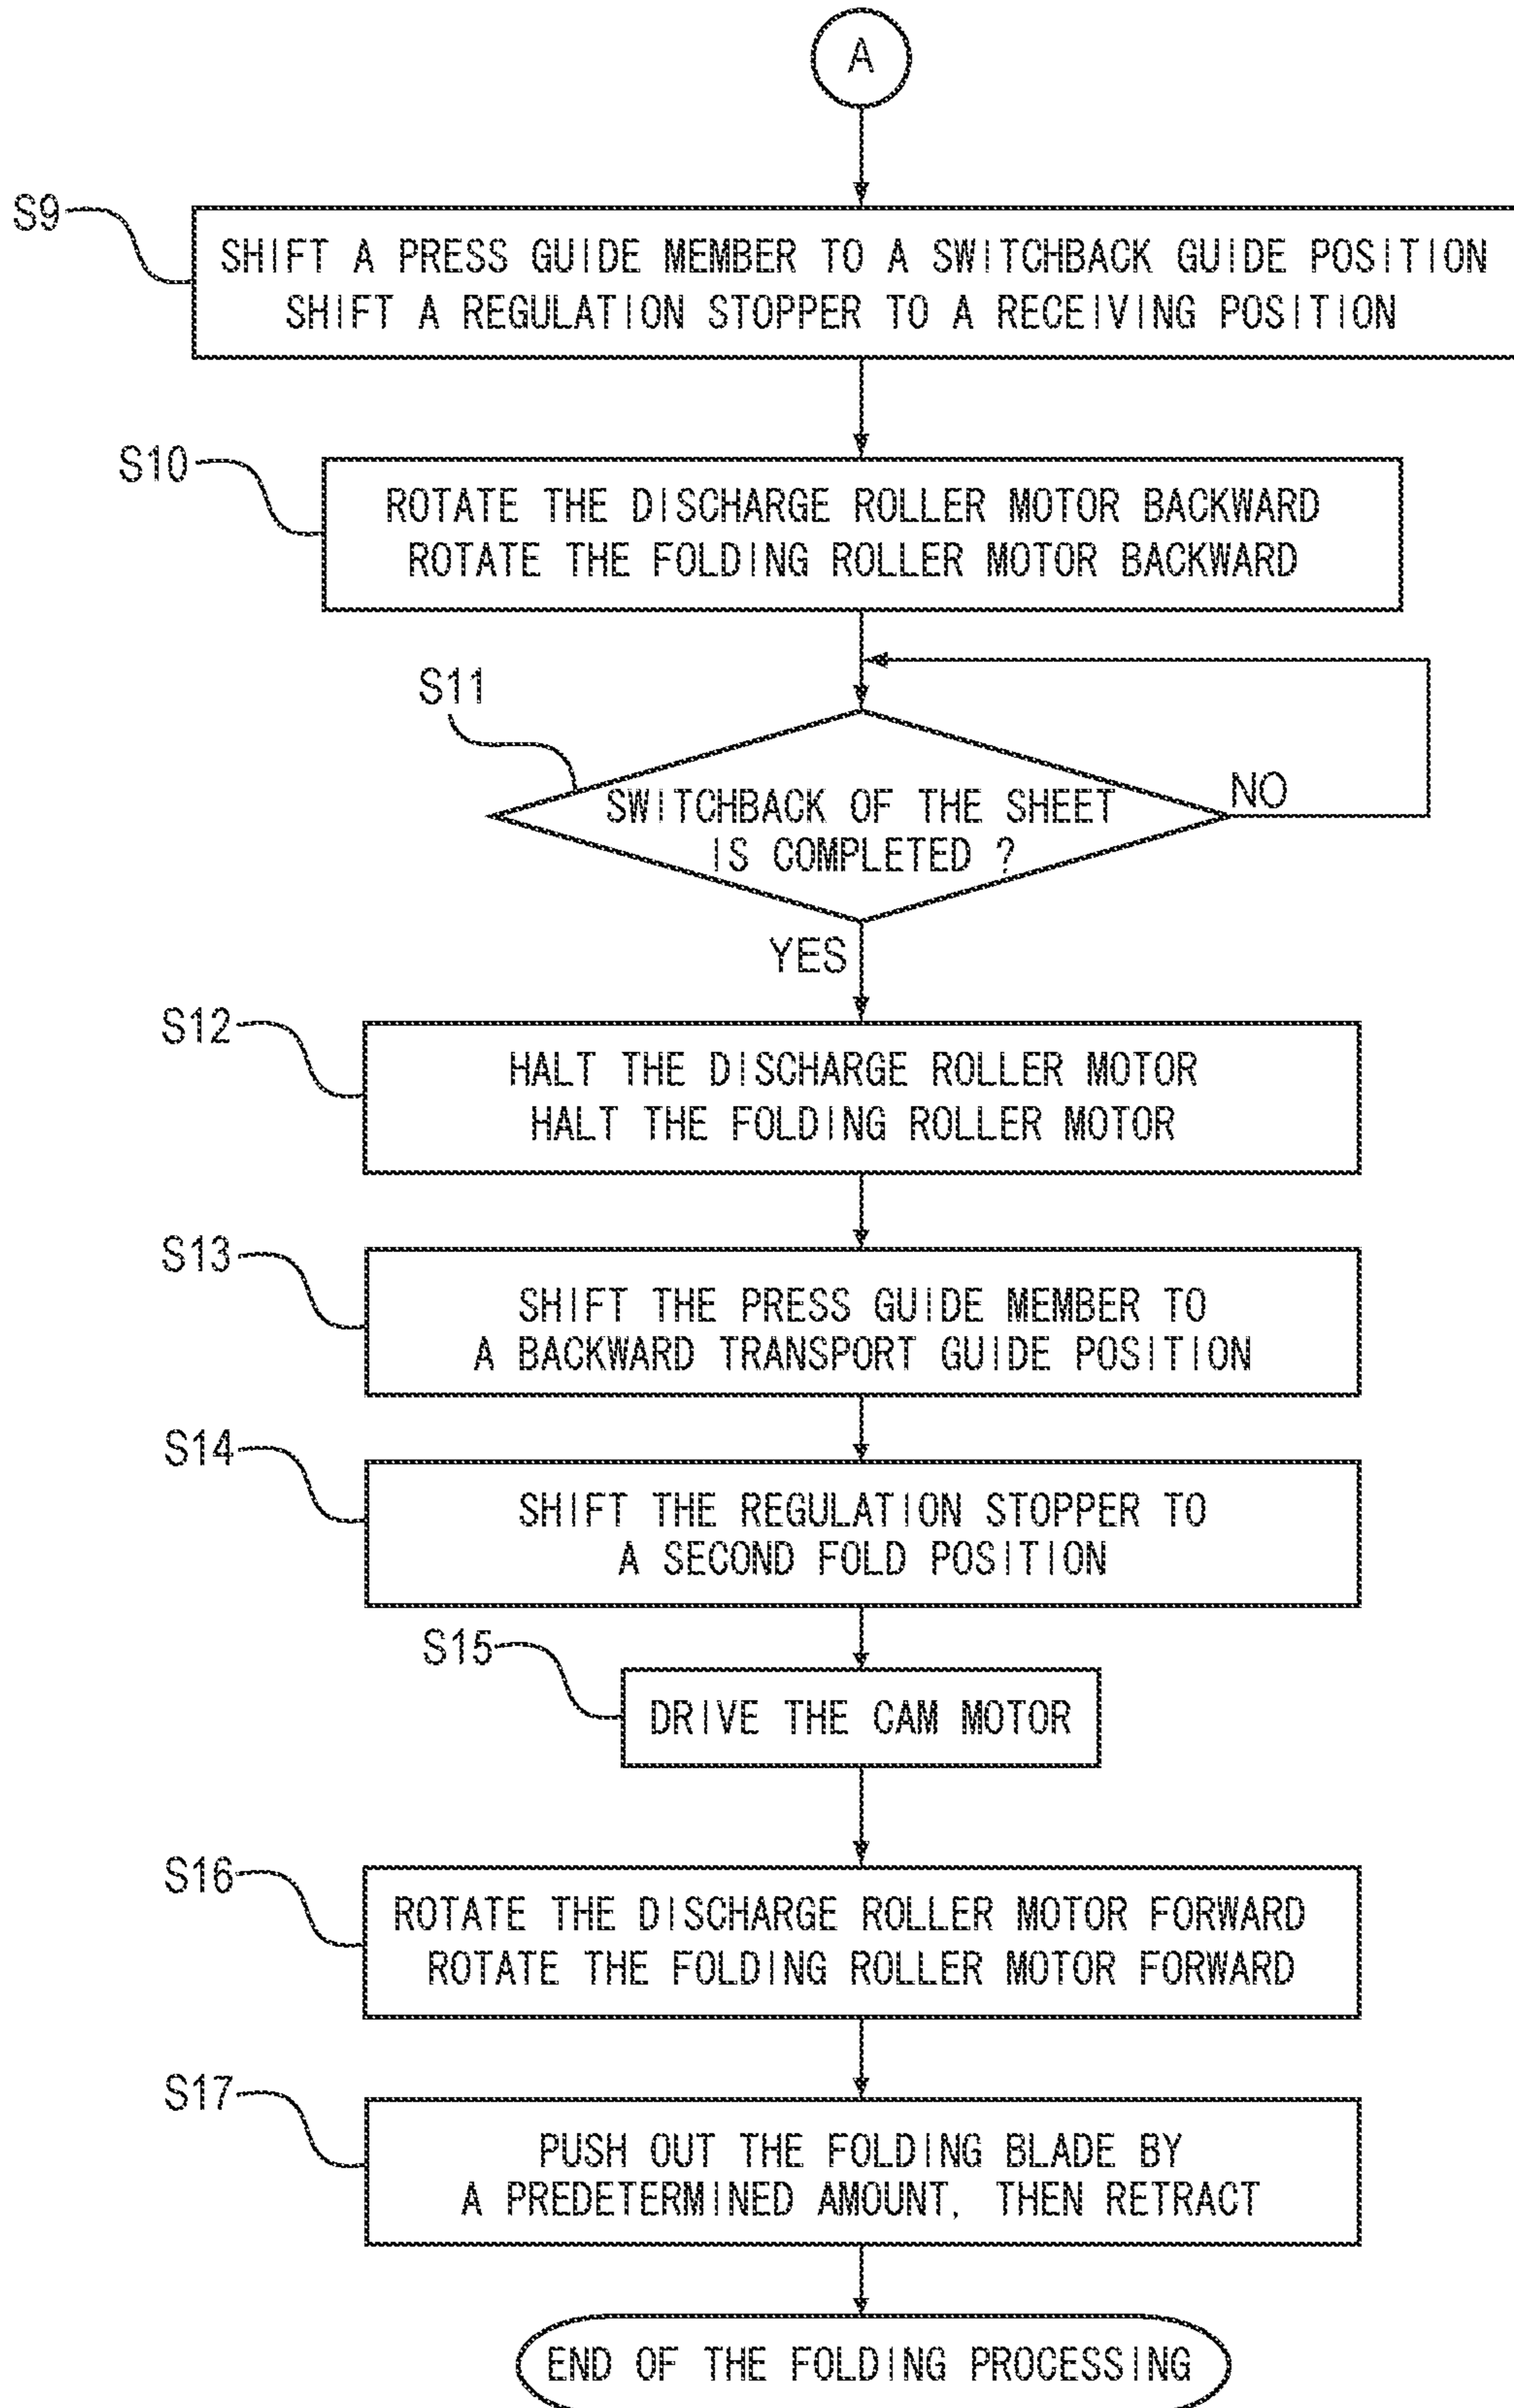 A
S9
SHIFT A PRESS GUIDE MEMBER TO A SWITCHBACK GUIDE POSITION
SHIFT A REGULATION STOPPER TO A RECEIVING POSITION
S10
ROTATE THE DISCHARGE ROLLER MOTOR BACKWARD
ROTATE THE FOLDING ROLLER MOTOR BACKWARD
S11
SWITCHBACK OF THE SHEET
IS COMPLETED ?
NO
YES
S12
HALT THE DISCHARGE ROLLER MOTOR
HALT THE FOLDING ROLLER MOTOR
S13
SHIFT THE PRESS GUIDE MEMBER TO
A BACKWARD TRANSPORT GUIDE POSITION
S14
SHIFT THE REGULATION STOPPER TO
A SECOND FOLD POSITION
S15
DRIVE THE CAM MOTOR
S16
ROTATE THE DISCHARGE ROLLER MOTOR FORWARD
ROTATE THE FOLDING ROLLER MOTOR FORWARD
S17
PUSH OUT THE FOLDING BLADE BY
A PREDETERMINED AMOUNT, THEN RETRACT
END OF THE FOLDING PROCESSING